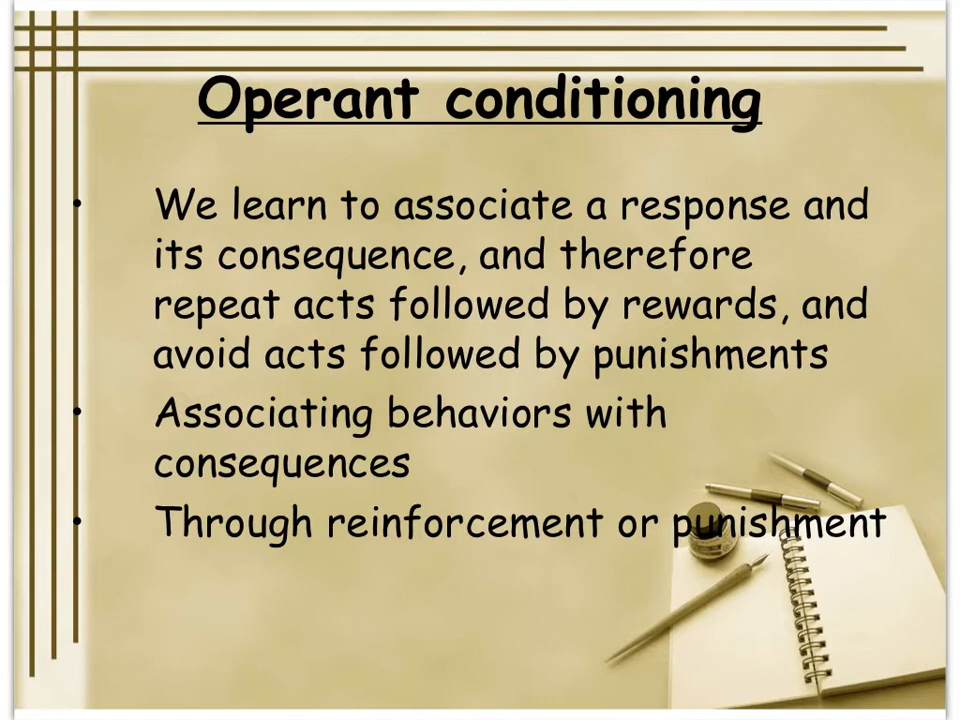 Operant conditioning
• We learn to associate a response and
its consequence, and therefore
repeat acts followed by rewards, and
avoid acts followed by punishments
• Associating behaviors with
consequences
• Through reinforcement or punishment